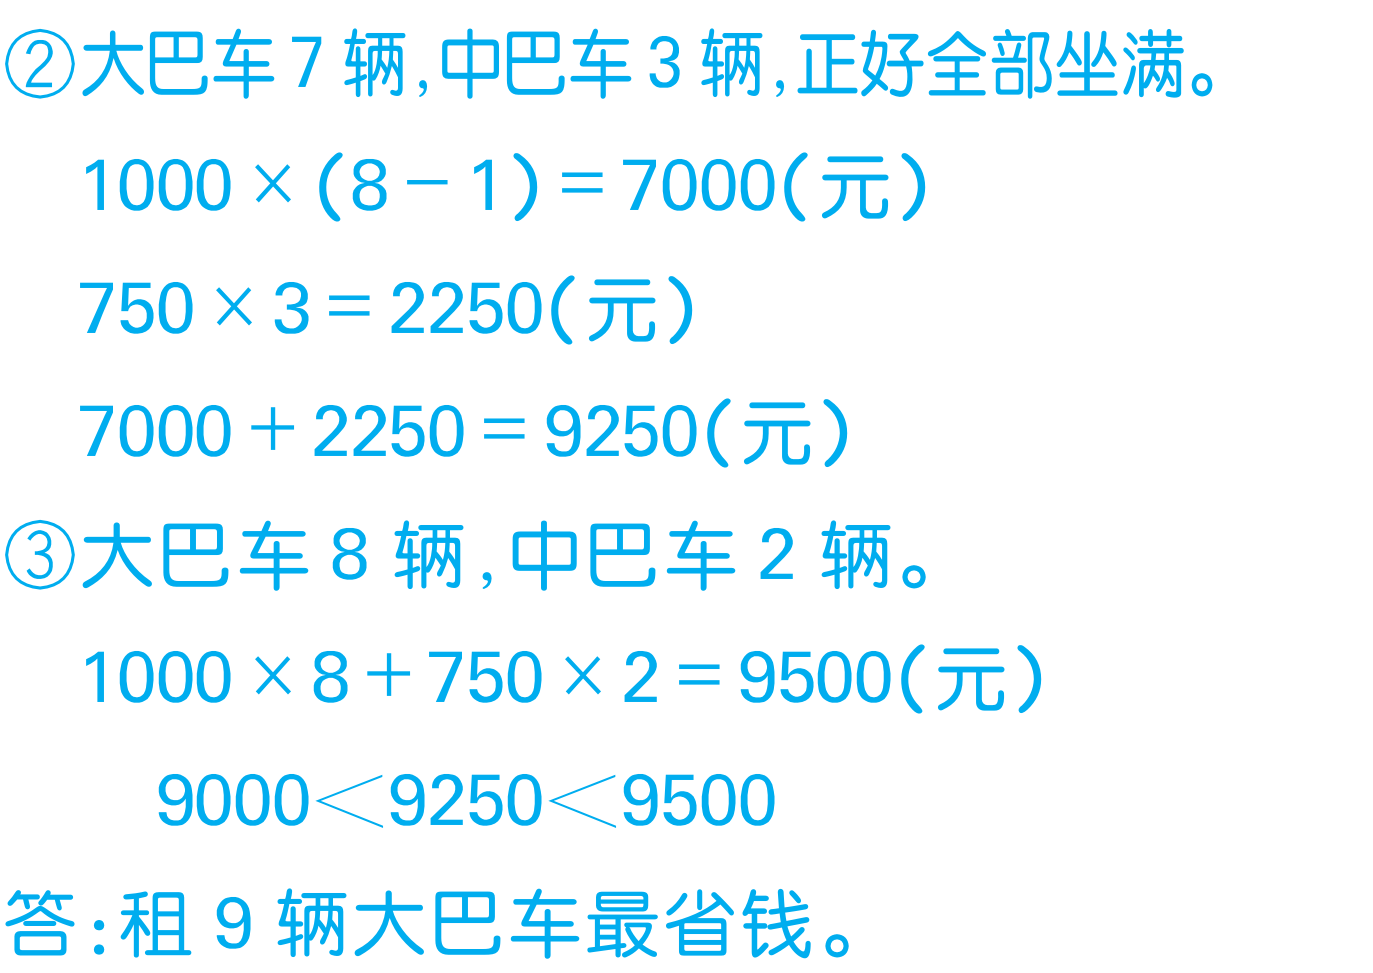 ②大巴车7辆,中巴车3辆,正好全部坐满。
1000×(8-1)=7000(元)
750×3=2250(元)
7000+2250=9250(元)
③大巴车8辆,中巴车2辆。
1000×8+750×2=9500(元)
9000<9250<9500
答:租9辆大巴车最省钱。